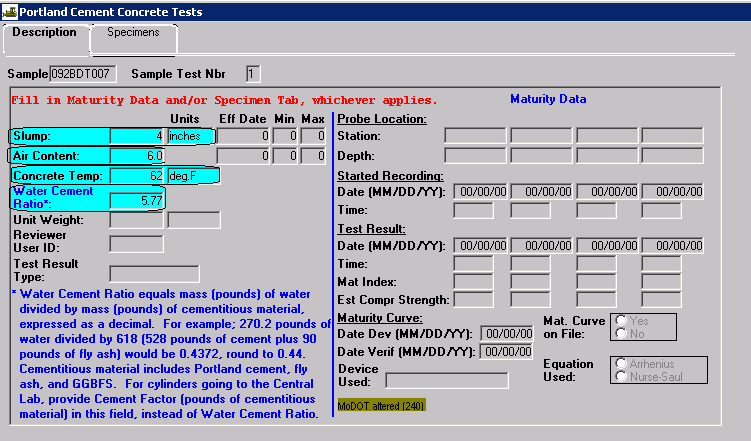 Portland Cement Concrete Tests
Description Specimens
Sample 092BDT007 Sample Test Nbr 1
Fill in Maturity Data and/or Specimen Tab, whichever applies.
Units Eff Date Min Max
Slump: 4 inches 0 0 0
Air Content: 6.0 0 0 0
Concrete Temp: 62 deg.F
Water Cement
Ratio*: 5.77
Unit Weight:
Reviewer
User ID:
Test Result
Type:
* Water Cement Ratio equals mass (pounds) of water
divided by mass (pounds) of cementitious material,
expressed as a decimal. For example; 270.2 pounds of
water divided by 618 (528 pounds of cement plus 90
pounds of fly ash) would be 0.4372, round to 0.44.
Cementitious material includes Portland cement, fly
ash, and GGBFS. For cylinders going to the Central
Lab, provide Cement Factor (pounds of cementitious
material) in this field, instead of Water Cement Ratio.
Maturity Data
Probe Location:
Station:
Depth:
Started Recording:
Date (MM/DD/YY): 00/00/00 00/00/00 00/00/00 00/00/00
Time:
Test Result:
Date (MM/DD/YY): 00/00/00 00/00/00 00/00/00 00/00/00
Time:
Mat Index:
Est Compr Strength:
Maturity Curve:
Date Dev (MM/DD/YY): 00/00/00
Date Verif (MM/DD/YY): 00/00/00
Device
Used:
Mat. Curve
on File:
Yes
No
Equation
Used:
Arrhenius
Nurse-Saul
MoDOT altered (240)